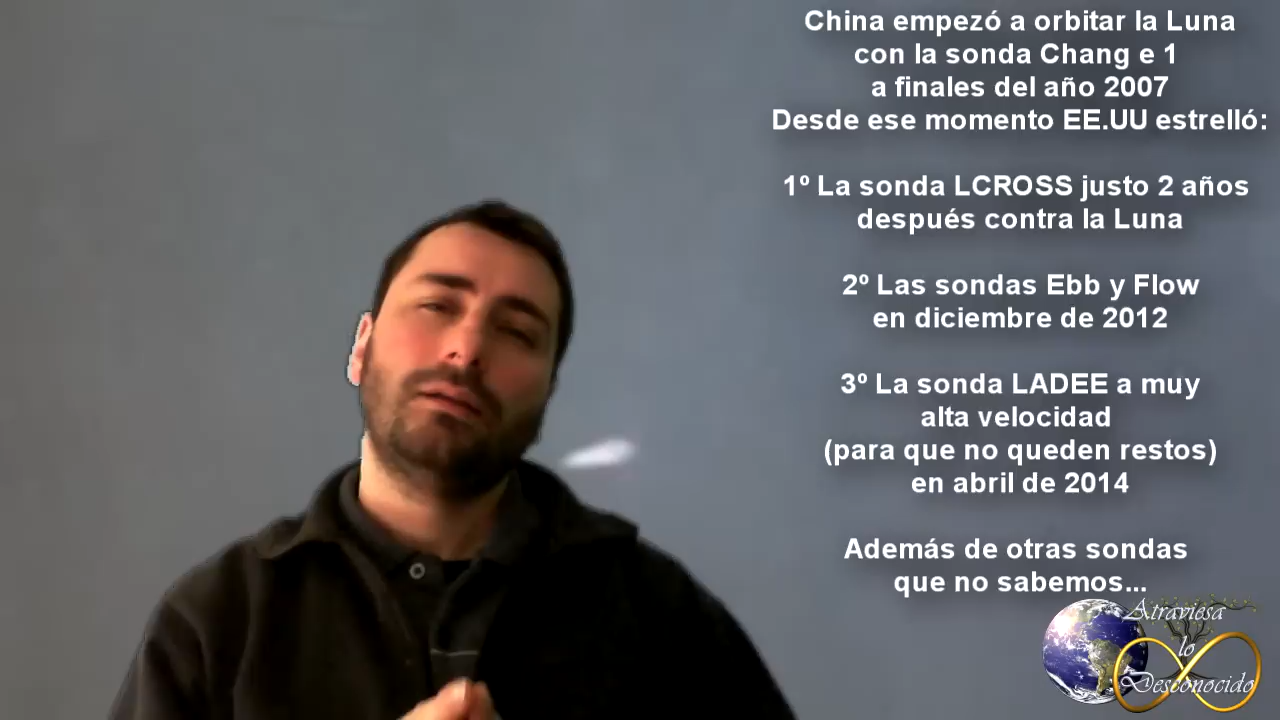 China empezó a orbitar la Luna
con la sonda Chang e 1
a finales del año 2007
Desde ese momento EE.UU estrelló:
1º La sonda LCROSS justo 2 años
después contra la Luna
2º Las sondas Ebb y Flow
en diciembre de 2012
3º La sonda LADEE a muy
alta velocidad
(para que no queden restos)
en abril de 2014
Además de otras sondas
que no sabemos...
Atraviesa
lo
Desconocido